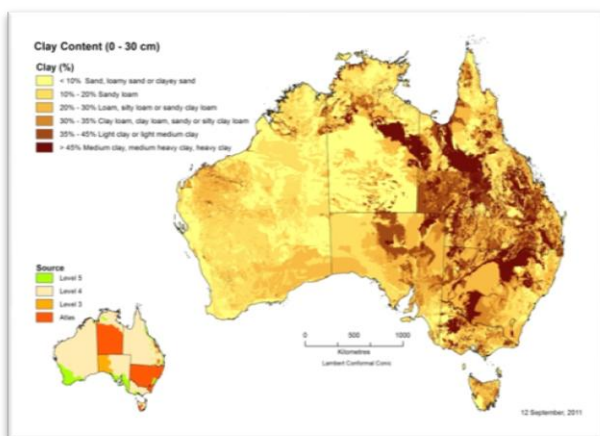 Clay Content (0 - 30 cm)
Clay (%)
< 10% Sand, loamy sand or clayey sand
10% - 20% Sandy loam
20% - 30% Loam, silty loam or sandy clay loam
30% - 35% Clay loam, clay loam, sandy or silty clay loam
35% - 45% Light clay or light medium clay
> 45% Medium clay, medium heavy clay, heavy clay
Source
Level 5
Level 4
Level 3
Atlas
0 500 1000
Kilometres
Lambert Conformal Conic
12 September, 2011